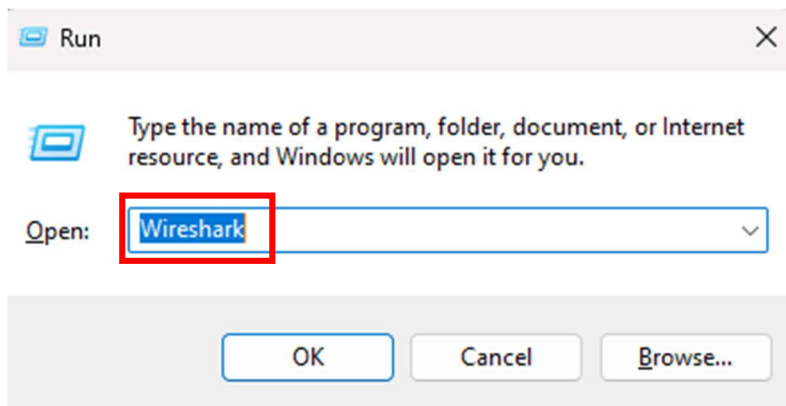 Run
Type the name of a program, folder, document, or Internet
resource, and Windows will open it for you.
Open: Wireshark
OK Cancel Browse...